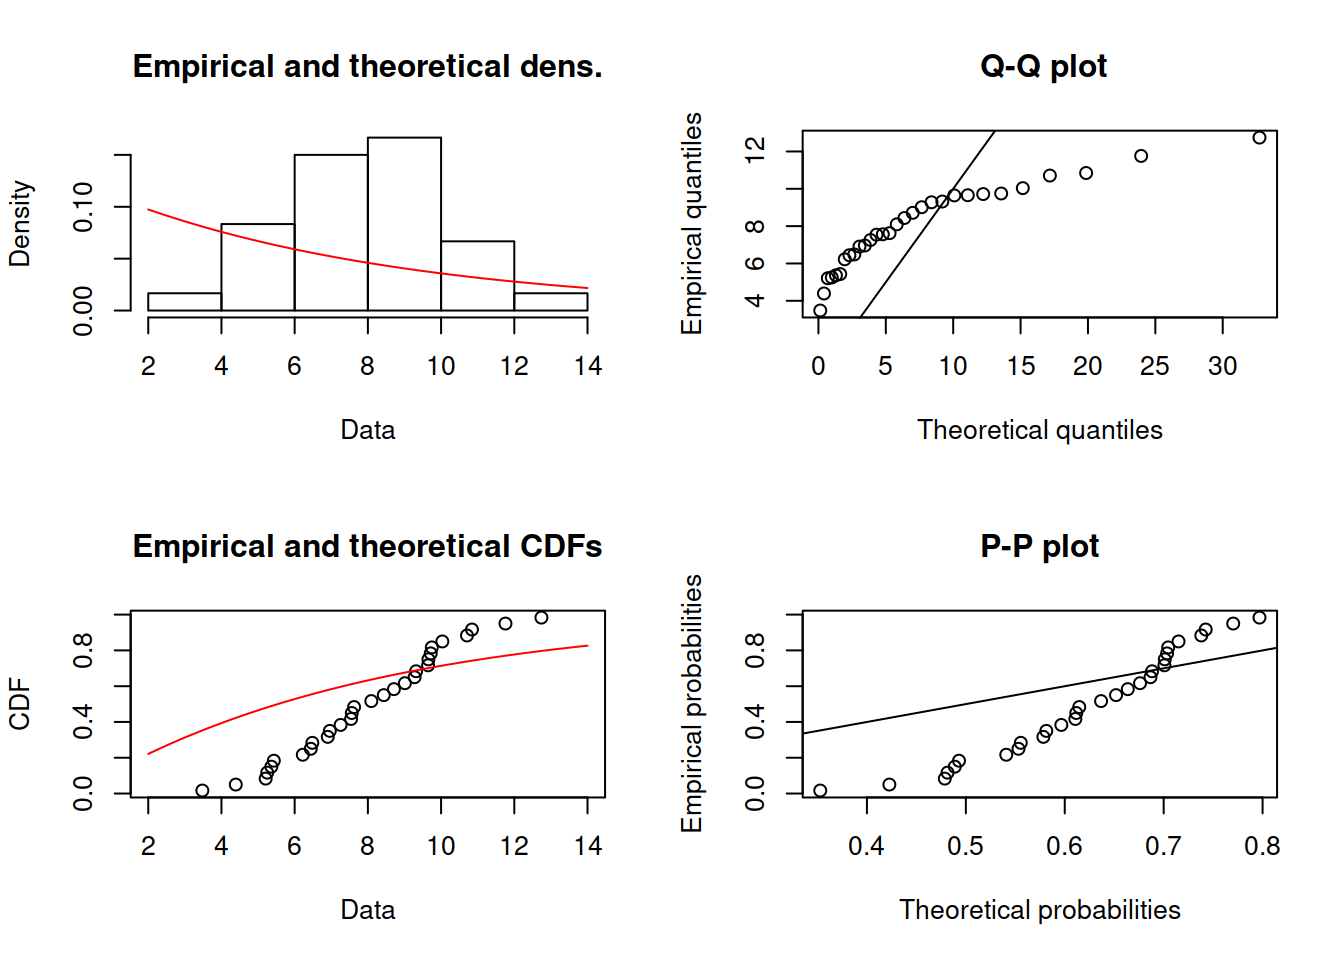 Empirical and theoretical dens.
Density
0.00 0.10
2 4 6 8 10 12 14
Data
Q-Q plot
Empirical quantiles
4 6 8 12
0 5 10 15 20 25 30
Theoretical quantiles
Empirical and theoretical CDFs
CDF
0.0 0.4 0.8
2 4 6 8 10 12 14
Data
P-P plot
Empirical probabilities
0.0 0.4 0.8
0.4 0.5 0.6 0.7 0.8
Theoretical probabilities